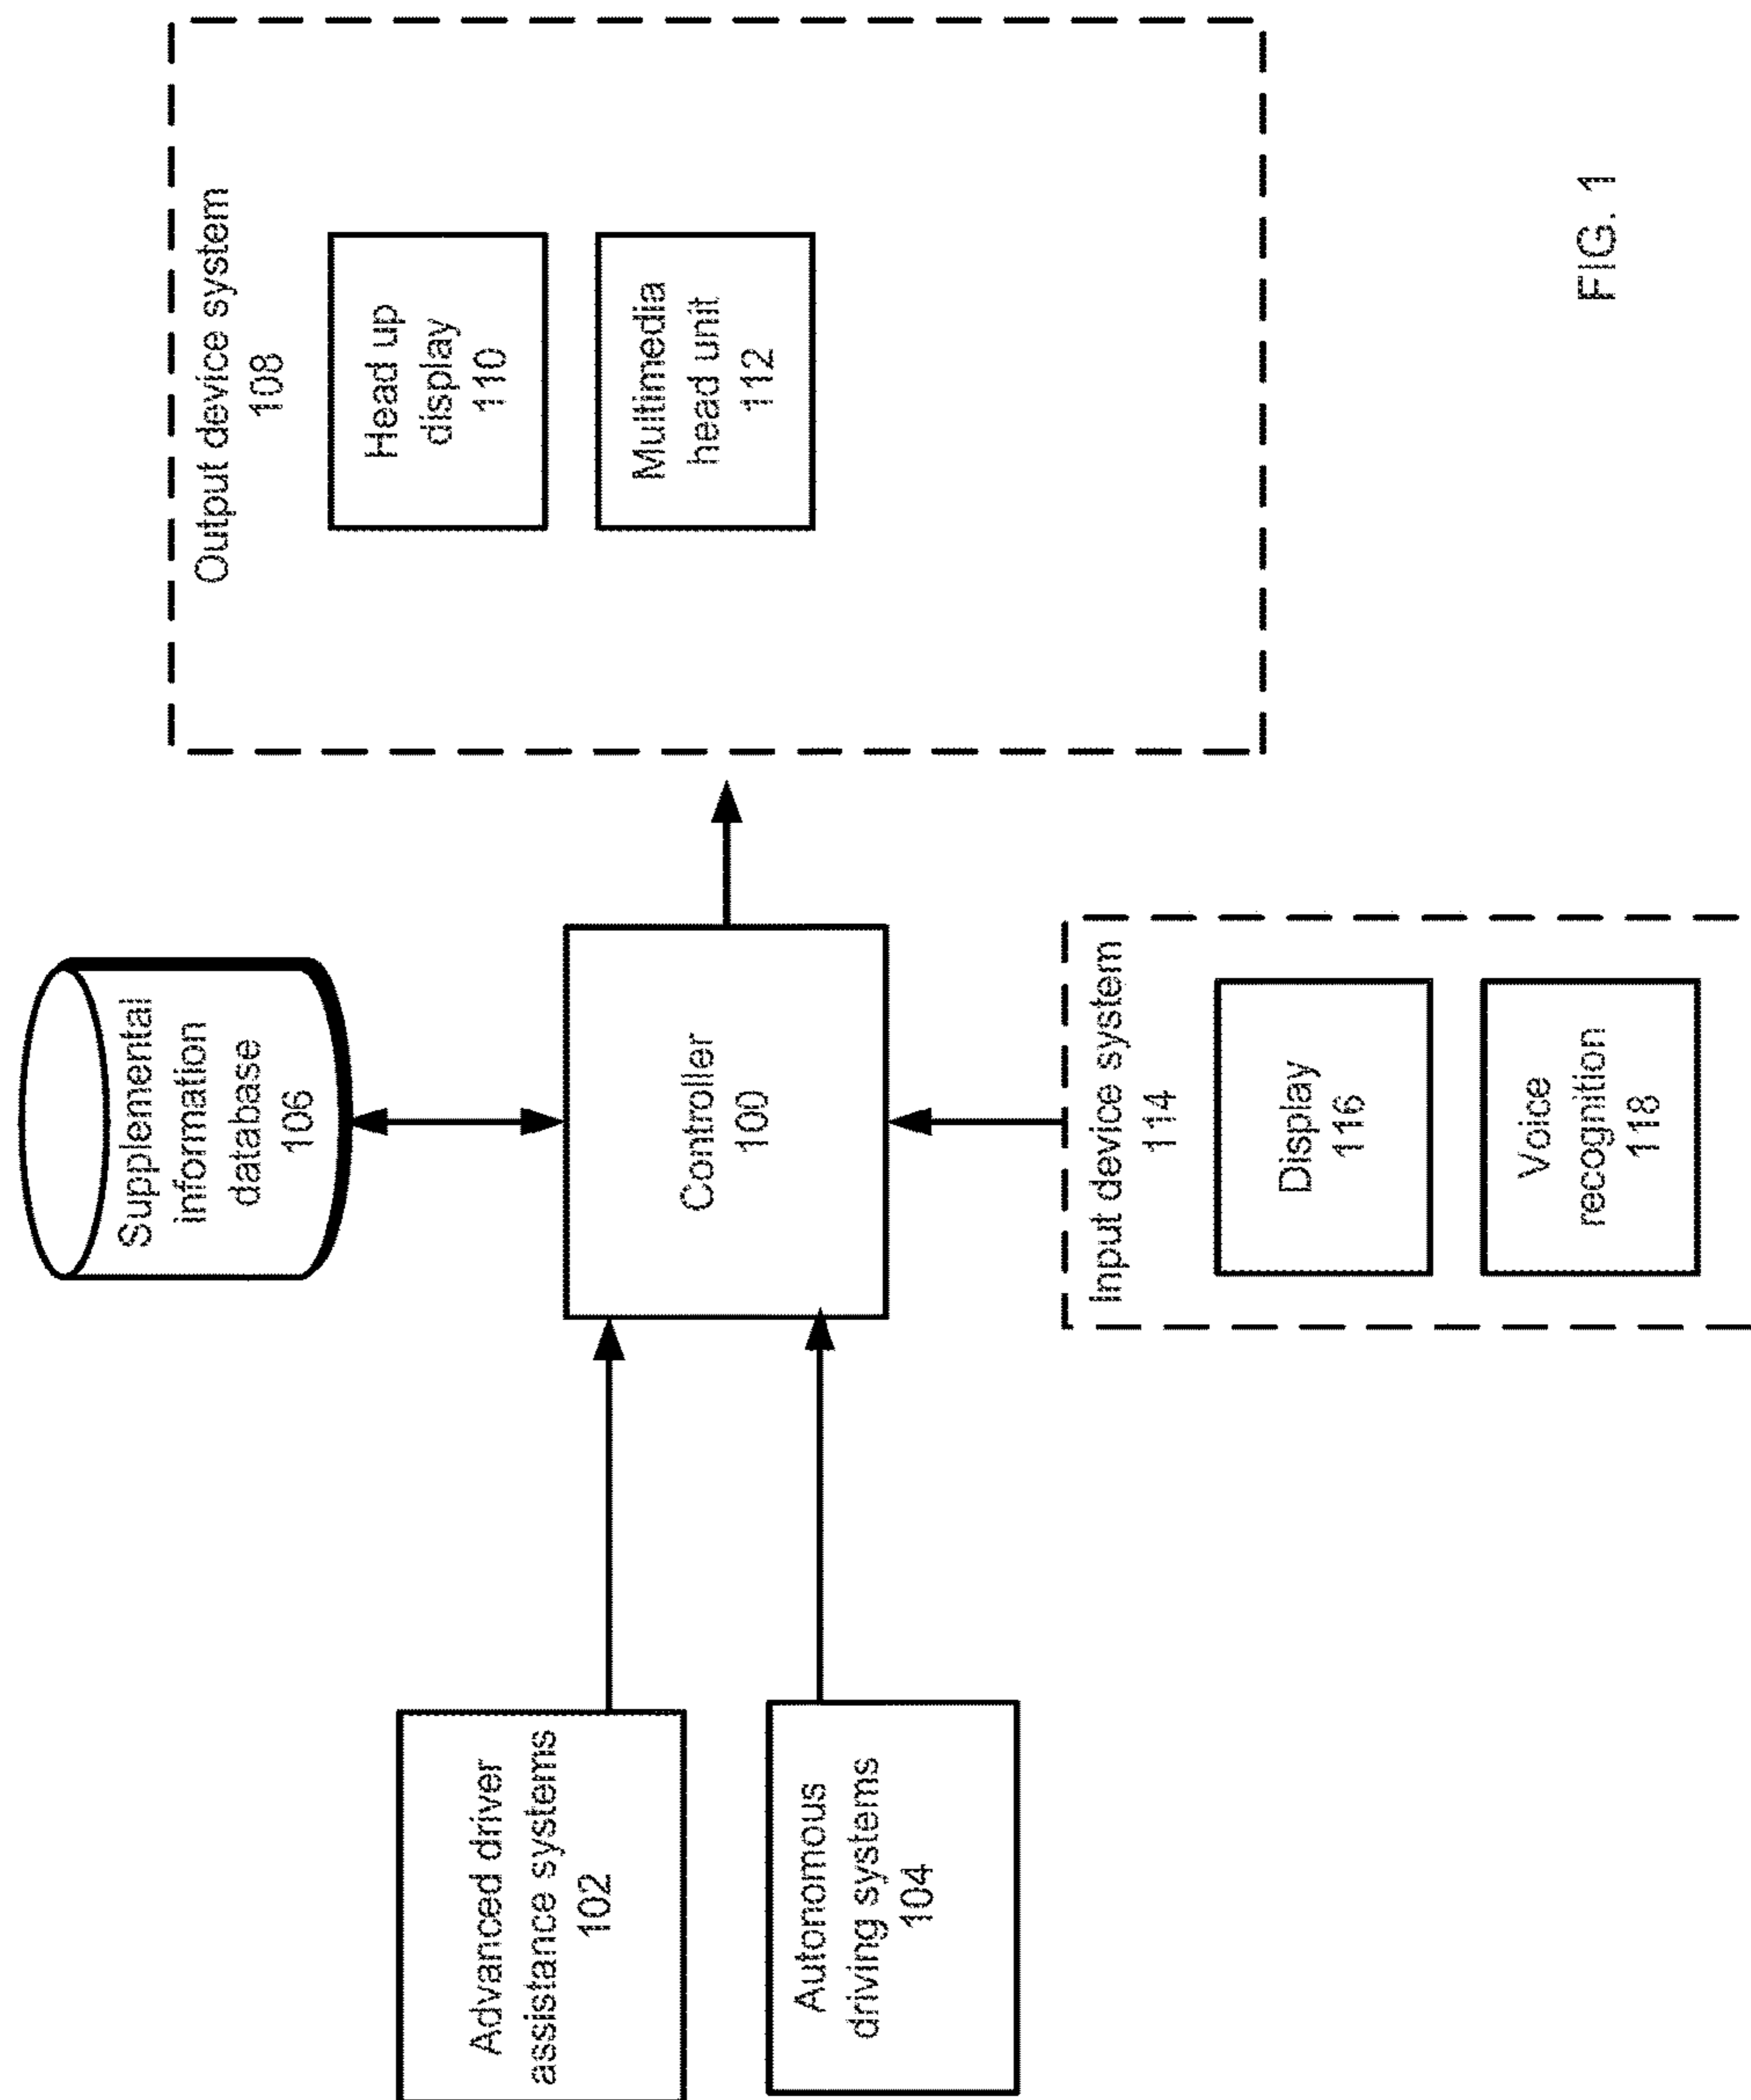 Supplemental
information
database
106
Output device system
108
Head up
display
110
Multimedia
head unit
112
Advanced driver
assistance systems
102
Autonomous
driving systems
104
Controller
100
Input device system
114
Display
116
Voice
recognition
118
FIG. 1